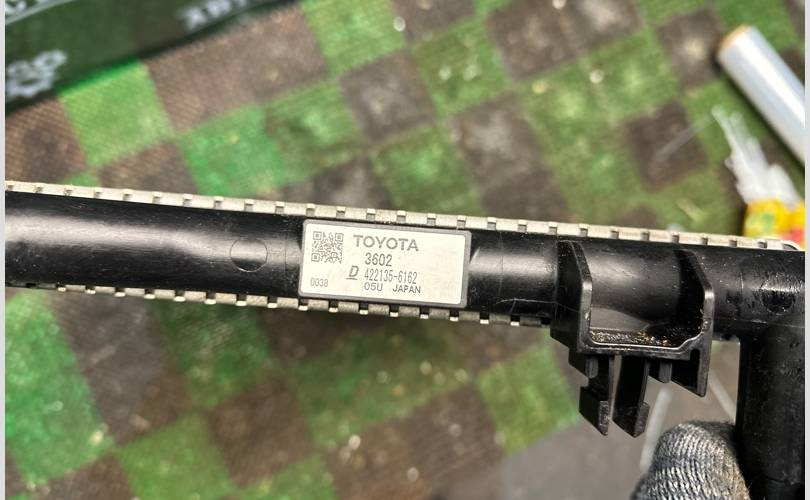 TOYOTA
3602
D 422135-6162
0038 05U JAPAN